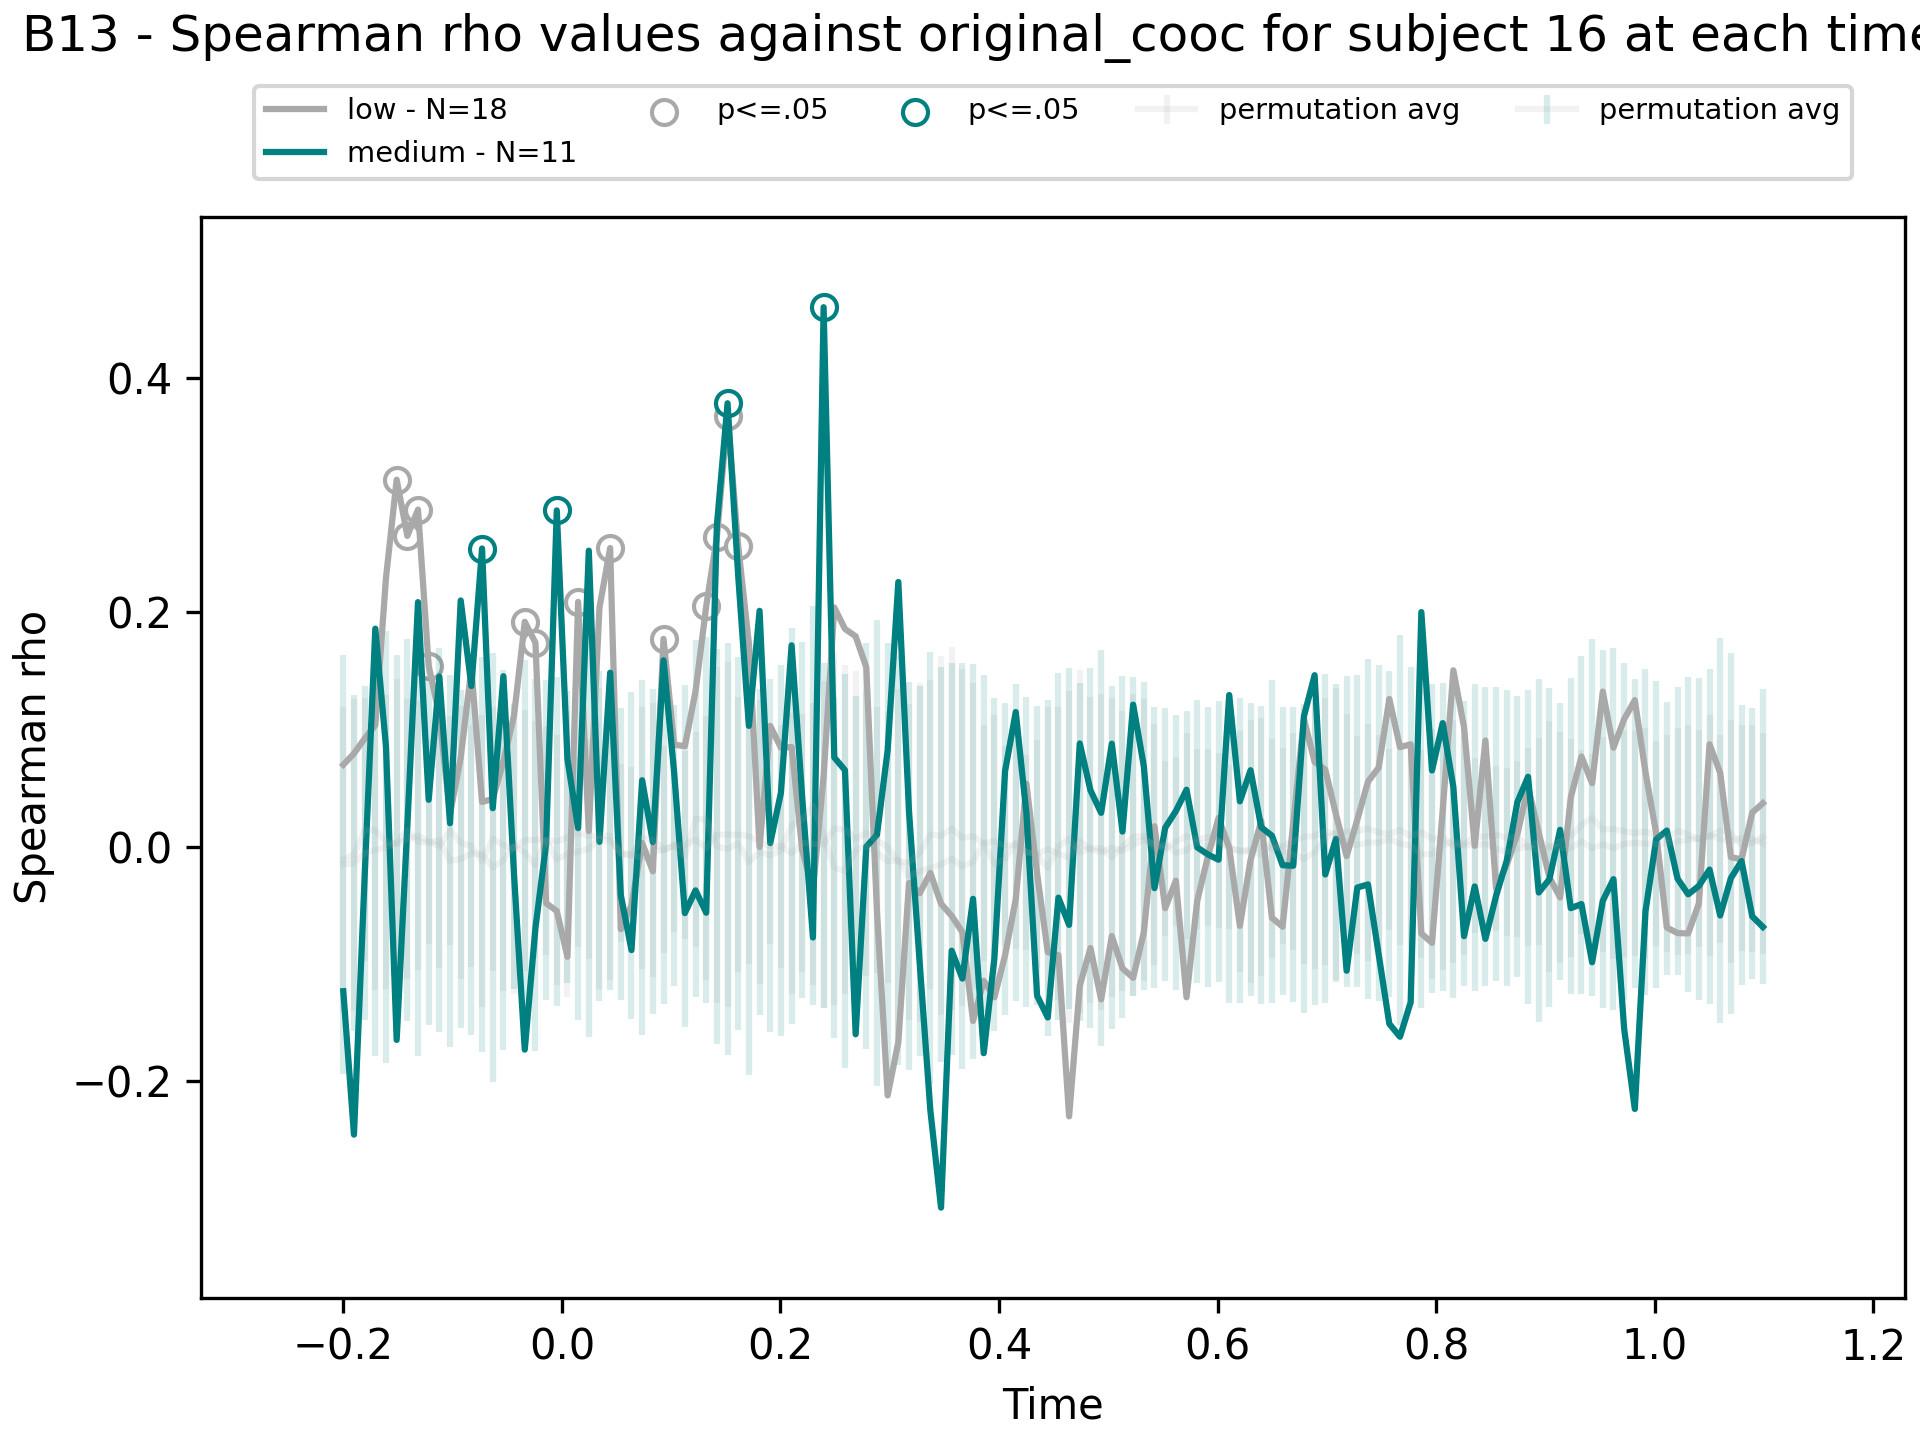 B13 - Spearman rho values against original_cooc for subject 16 at each time
low - N=18
medium - N=11
p<=.05
p<=.05
permutation avg
permutation avg
Spearman rho
0.4
0.2
0.0
−0.2
−0.2 0.0 0.2 0.4 0.6 0.8 1.0 1.2
Time